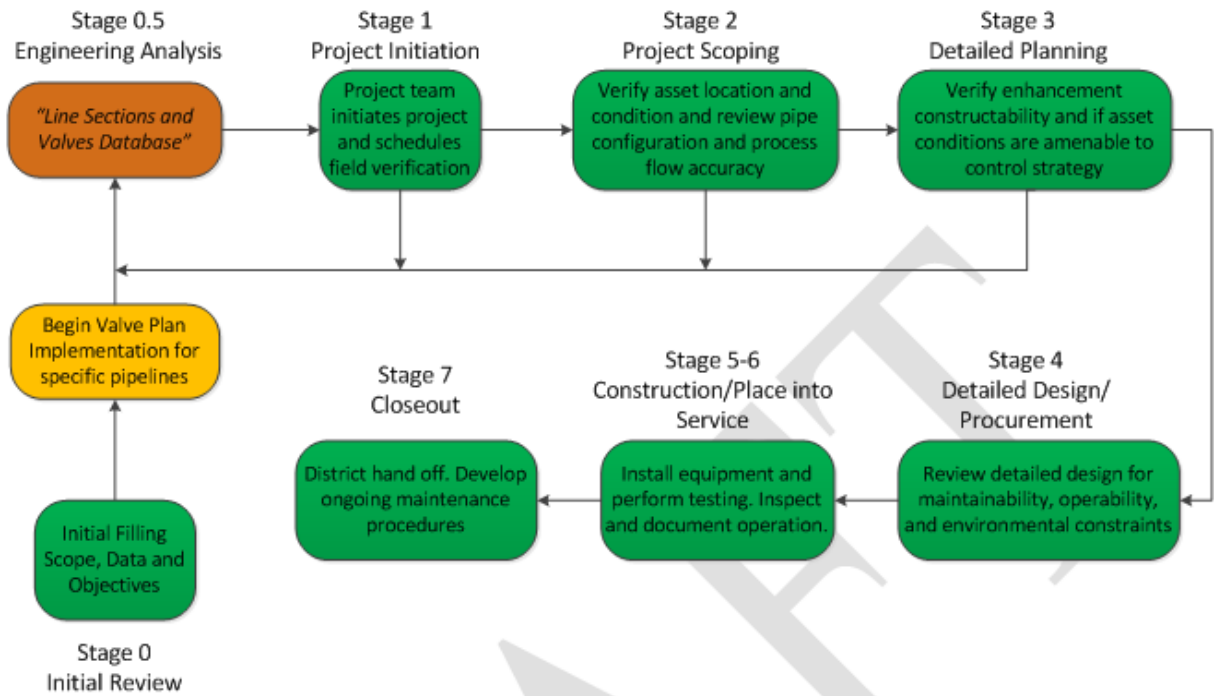 Stage 0.5
Engineering Analysis
“Line Sections and
Valves Database”
Stage 1
Project Initiation
Project team
initiates project
and schedules
field verification
Stage 2
Project Scoping
Verify asset location and
condition and review pipe
configuration and process
flow accuracy
Stage 3
Detailed Planning
Verify enhancement
constructability and if asset
conditions are amenable to
control strategy
Begin Valve Plan
Implementation for
specific pipelines
Initial Filling
Scope, Data and
Objectives
Stage 0
Initial Review
Stage 7
Closeout
District hand off. Develop
ongoing maintenance
procedures
Stage 5-6
Construction/Place into
Service
Install equipment and
perform testing. Inspect
and document operation.
Stage 4
Detailed Design/
Procurement
Review detailed design for
maintainability, operability,
and environmental constraints